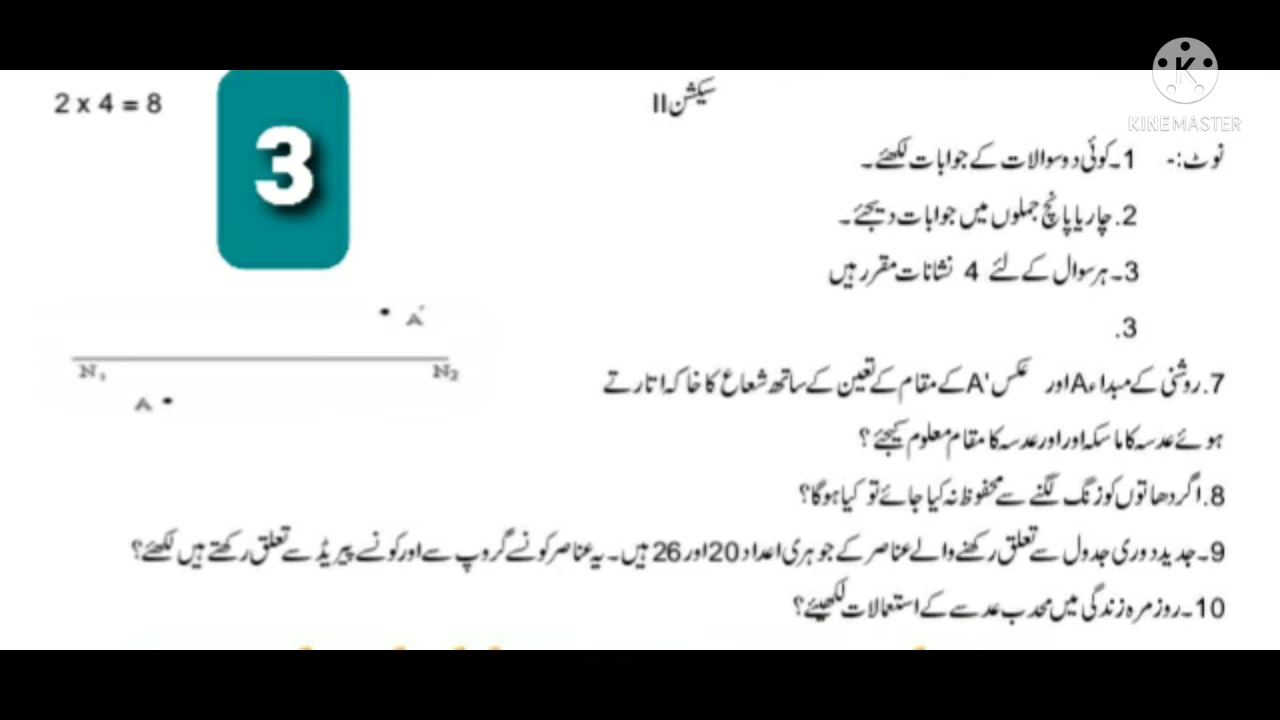 سیکشن II
2 x 4 = 8
3
KINEMASTER
نوٹ:- 1۔کوئی دو سوالات کے جوابات لکھئے۔
2. چار یا پانچ جملوں میں جوابات دیجئے۔
3۔ہر سوال کے لئے 4 نشانات مقرر ہیں
3.
7. روشنی کے مبداء A اور عکس A' کے مقام کے تعین کے ساتھ شعاع کا خاکہ اتارتے
ہوئے عدسہ کا ماسکہ اور اور عدسہ کا مقام معلوم کیجئے؟
A'
N1 N2
A
8. اگر دھاتوں کو زنگ لگنے سے محفوظ نہ کیا جائے تو کیا ہوگا؟
9۔جدید دوری جدول سے تعلق رکھنے والے عناصر کے جوہری اعداد 20 اور 26 ہیں۔ یہ عناصر کونسے گروپ سے اور کونسے پیریڈ سے تعلق رکھتے ہیں لکھئے؟
10۔روزمرہ زندگی میں محدب عدسے کے استعمالات لکھیئے؟